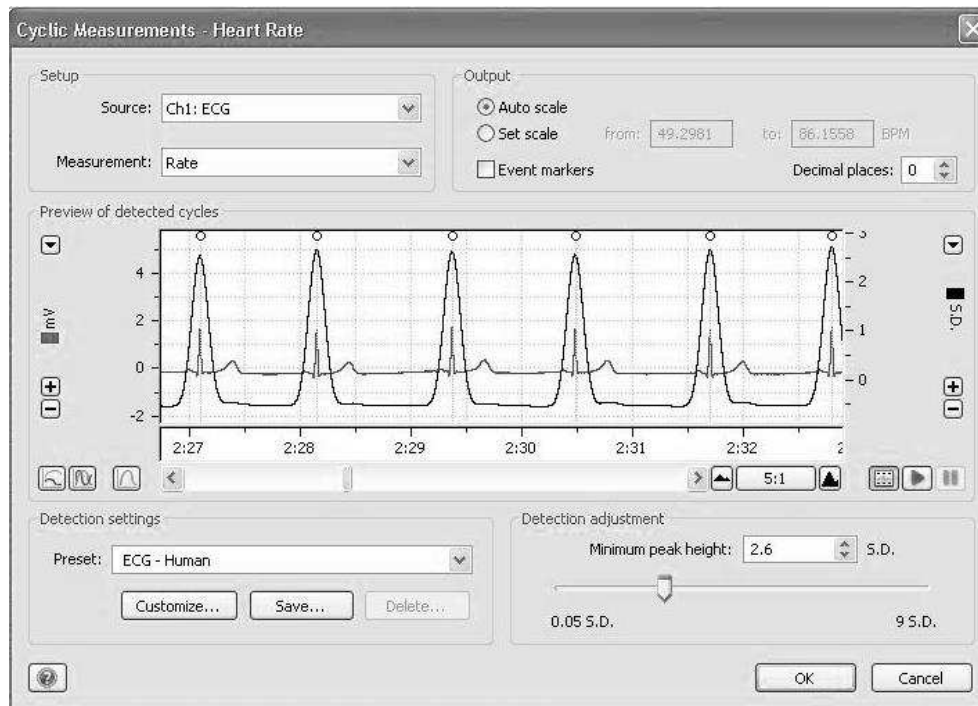 Cyclic Measurements - Heart Rate
Setup
Source: Ch1: ECG
Measurement: Rate
Output
Auto scale
Set scale from: 49.2981 to: 86.1558 BPM
Event markers Decimal places: 0
Preview of detected cycles
4
2
0
-2
mV
3
2
1
0
S.D.
2:27 2:28 2:29 2:30 2:31 2:32 2
5:1
Detection settings
Preset: ECG - Human
Customize... Save... Delete...
Detection adjustment
Minimum peak height: 2.6 S.D.
0.05 S.D. 9 S.D.
OK Cancel